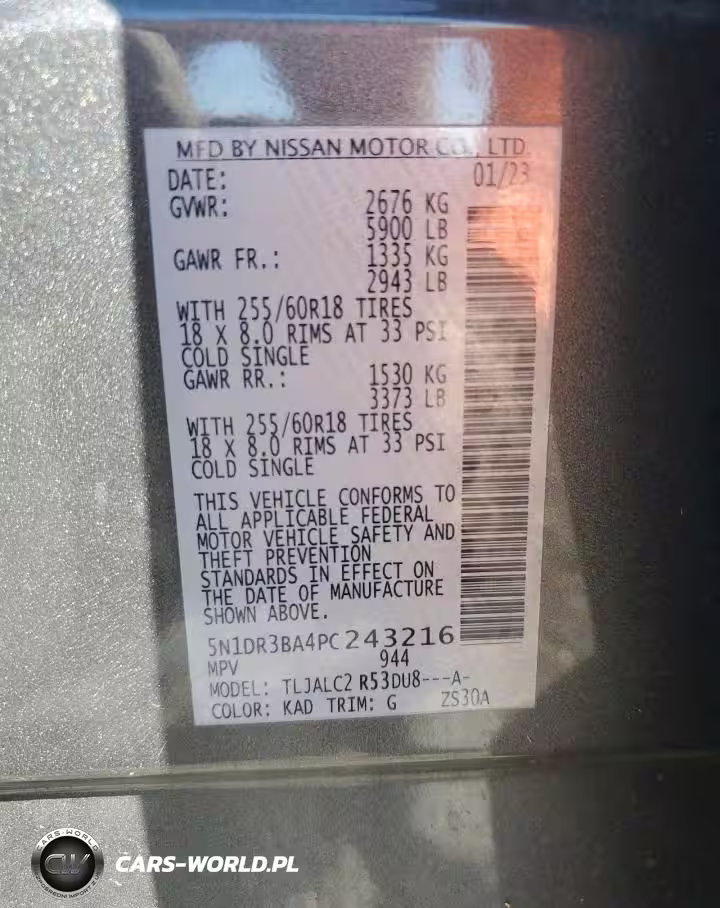 MFD BY NISSAN MOTOR CO., LTD.
DATE: 01/23
GVWR: 2676 KG
5900 LB
GAWR FR.: 1335 KG
2943 LB
WITH 255/60R18 TIRES
18 X 8.0 RIMS AT 33 PSI
COLD SINGLE
GAWR RR.: 1530 KG
3373 LB
WITH 255/60R18 TIRES
18 X 8.0 RIMS AT 33 PSI
COLD SINGLE
THIS VEHICLE CONFORMS TO
ALL APPLICABLE FEDERAL
MOTOR VEHICLE SAFETY AND
THEFT PREVENTION
STANDARDS IN EFFECT ON
THE DATE OF MANUFACTURE
SHOWN ABOVE.
5N1DR3BA4PC243216
MPV 944
MODEL: TLJALC2 R53DU8---A-
COLOR: KAD TRIM: G ZS30A
CARS-WORLD
CW
CARS-WORLD.PL